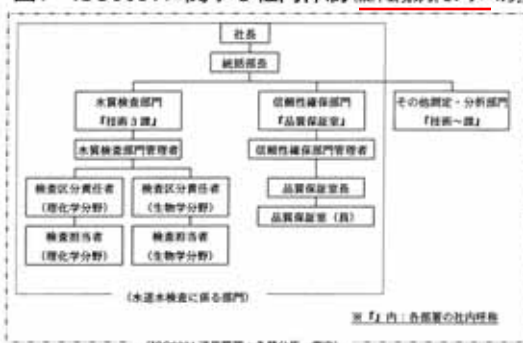 社長
統括部長
水質検査部門
『技術3課』
信頼性確保部門
『品質保証室』
その他測定・分析部門
『技術~課』
水質検査部門管理者
信頼性確保部門管理者
検査区分責任者
(理化学分野)
検査区分責任者
(生物学分野)
品質保証室長
品質保証室(員)
検査担当者
(理化学分野)
検査担当者
(生物学分野)
(水道水検査に係る部門)
※『』内:各部署の社内呼称